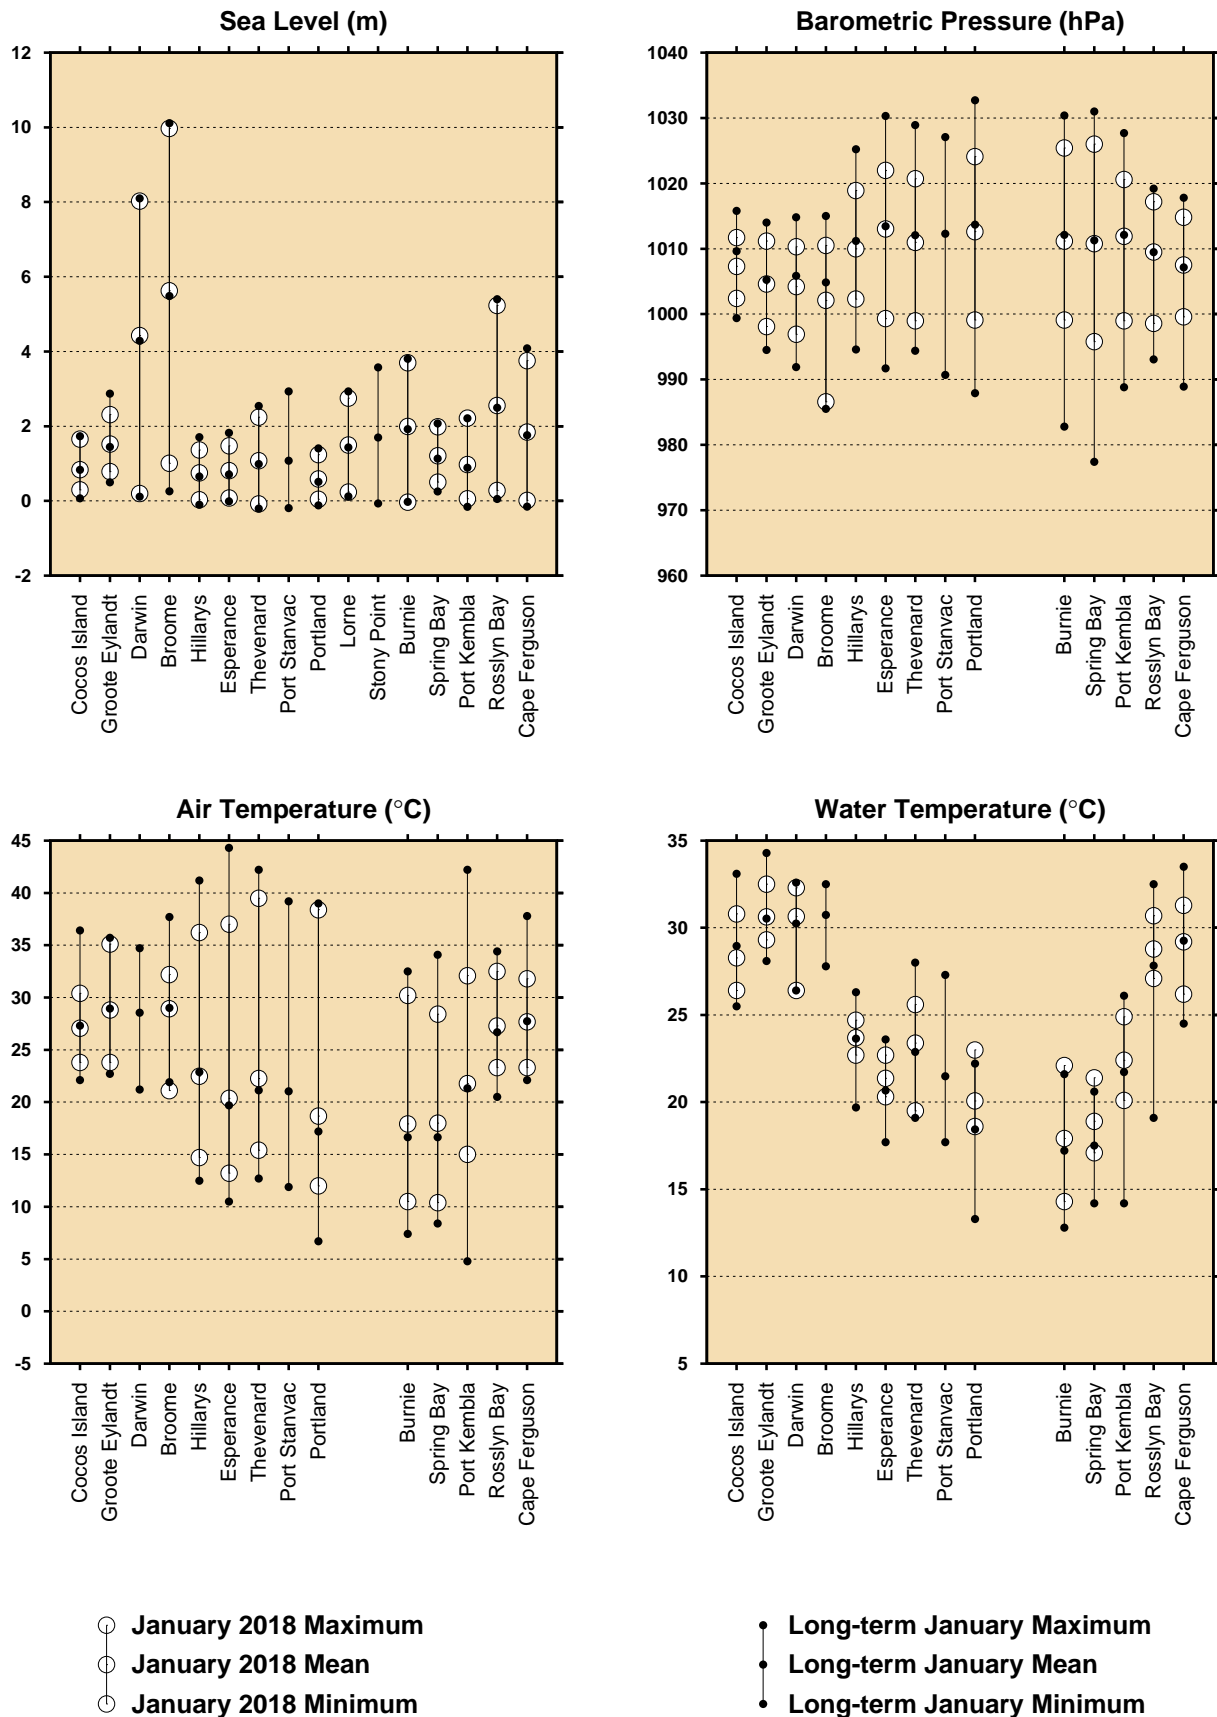 Sea Level (m)
12
10
8
6
4
2
0
-2
Cocos Island
Groote Eylandt
Darwin
Broome
Hillarys
Esperance
Thevenard
Port Stanvac
Portland
Lorne
Stony Point
Burnie
Spring Bay
Port Kembla
Rosslyn Bay
Cape Ferguson
Barometric Pressure (hPa)
1040
1030
1020
1010
1000
990
980
970
960
Cocos Island
Groote Eylandt
Darwin
Broome
Hillarys
Esperance
Thevenard
Port Stanvac
Portland
Burnie
Spring Bay
Port Kembla
Rosslyn Bay
Cape Ferguson
Air Temperature (°C)
45
40
35
30
25
20
15
10
5
0
-5
Cocos Island
Groote Eylandt
Darwin
Broome
Hillarys
Esperance
Thevenard
Port Stanvac
Portland
Burnie
Spring Bay
Port Kembla
Rosslyn Bay
Cape Ferguson
Water Temperature (°C)
35
30
25
20
15
10
5
Cocos Island
Groote Eylandt
Darwin
Broome
Hillarys
Esperance
Thevenard
Port Stanvac
Portland
Burnie
Spring Bay
Port Kembla
Rosslyn Bay
Cape Ferguson
January 2018 Maximum
January 2018 Mean
January 2018 Minimum
Long-term January Maximum
Long-term January Mean
Long-term January Minimum